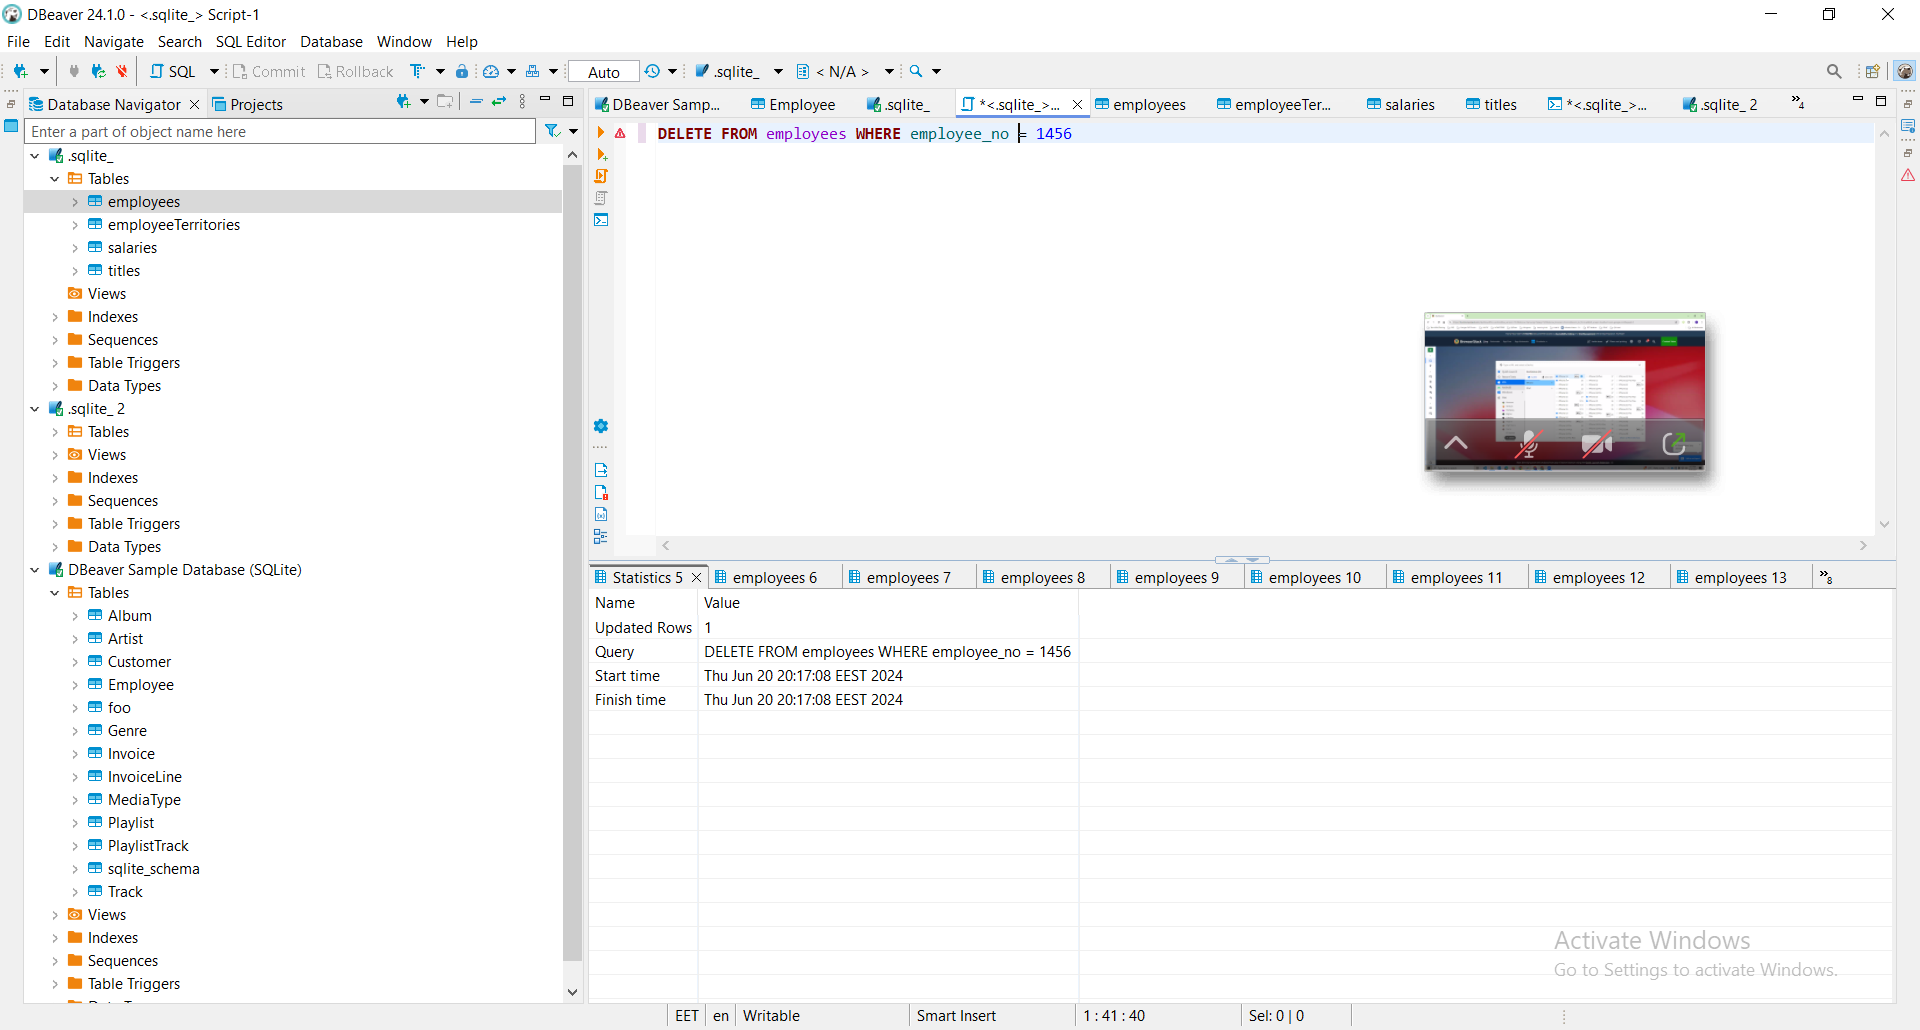 DBeaver 24.1.0 - <.sqlite_> Script-1
File Edit Navigate Search SQL Editor Database Window Help
SQL Commit Rollback Auto .sqlite_ < N/A >
Database Navigator Projects
DBeaver Samp... Employee .sqlite_ *<.sqlite_>... employees employeeTer... salaries titles *<.sqlite_>... .sqlite_ 2 »4
Enter a part of object name here
DELETE FROM employees WHERE employee_no = 1456
.sqlite_
Tables
employees
employeeTerritories
salaries
titles
Views
Indexes
Sequences
Table Triggers
Data Types
.sqlite_ 2
Tables
Views
Indexes
Sequences
Table Triggers
Data Types
DBeaver Sample Database (SQLite)
Tables
Album
Artist
Customer
Employee
foo
Genre
Invoice
InvoiceLine
MediaType
Playlist
PlaylistTrack
sqlite_schema
Track
Views
Indexes
Sequences
Table Triggers
Statistics 5 employees 6 employees 7 employees 8 employees 9 employees 10 employees 11 employees 12 employees 13 »8
Name Value
Updated Rows 1
Query DELETE FROM employees WHERE employee_no = 1456
Start time Thu Jun 20 20:17:08 EEST 2024
Finish time Thu Jun 20 20:17:08 EEST 2024
Activate Windows
Go to Settings to activate Windows.
EET en Writable Smart Insert 1 : 41 : 40 Sel: 0 | 0